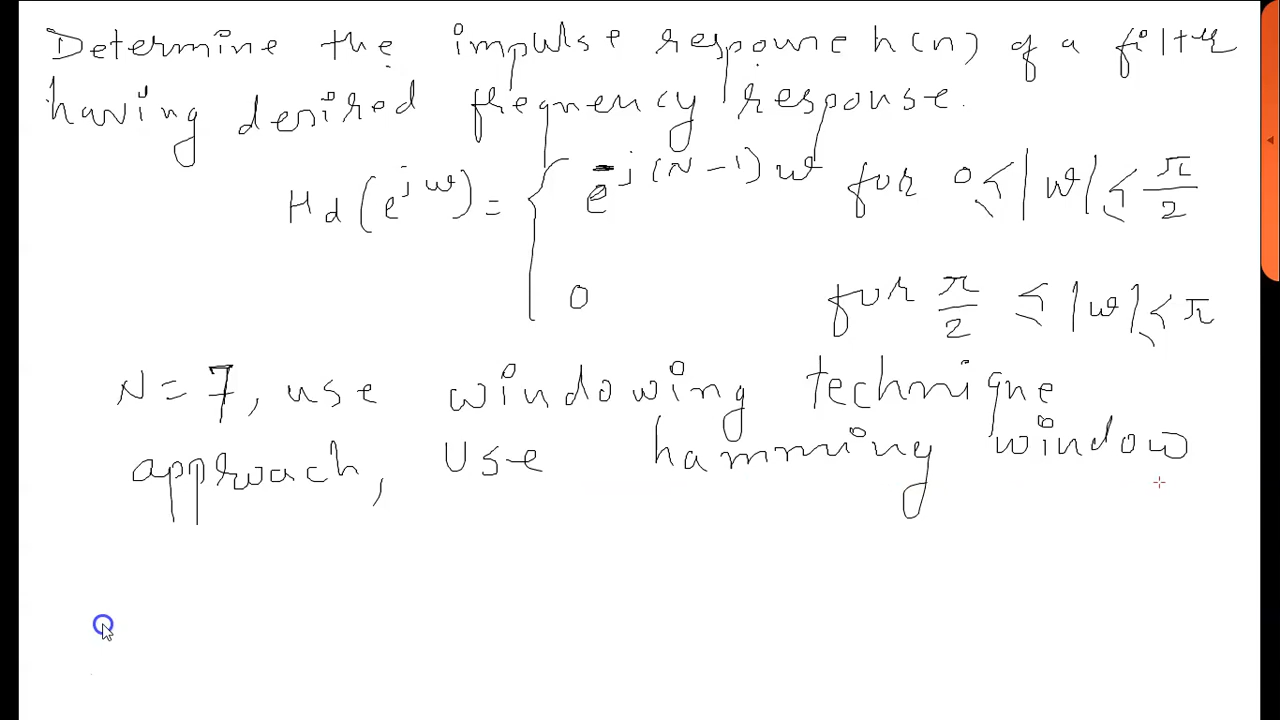 Determine the impulse response h(n) of a filter
having desired frequency response.
Hd(e^jw) = { e^-j(N-1)w for 0 ≤ |w| ≤ π/2
0 for π/2 ≤ |w| ≤ π
N = 7, use windowing technique
approach, Use hamming window